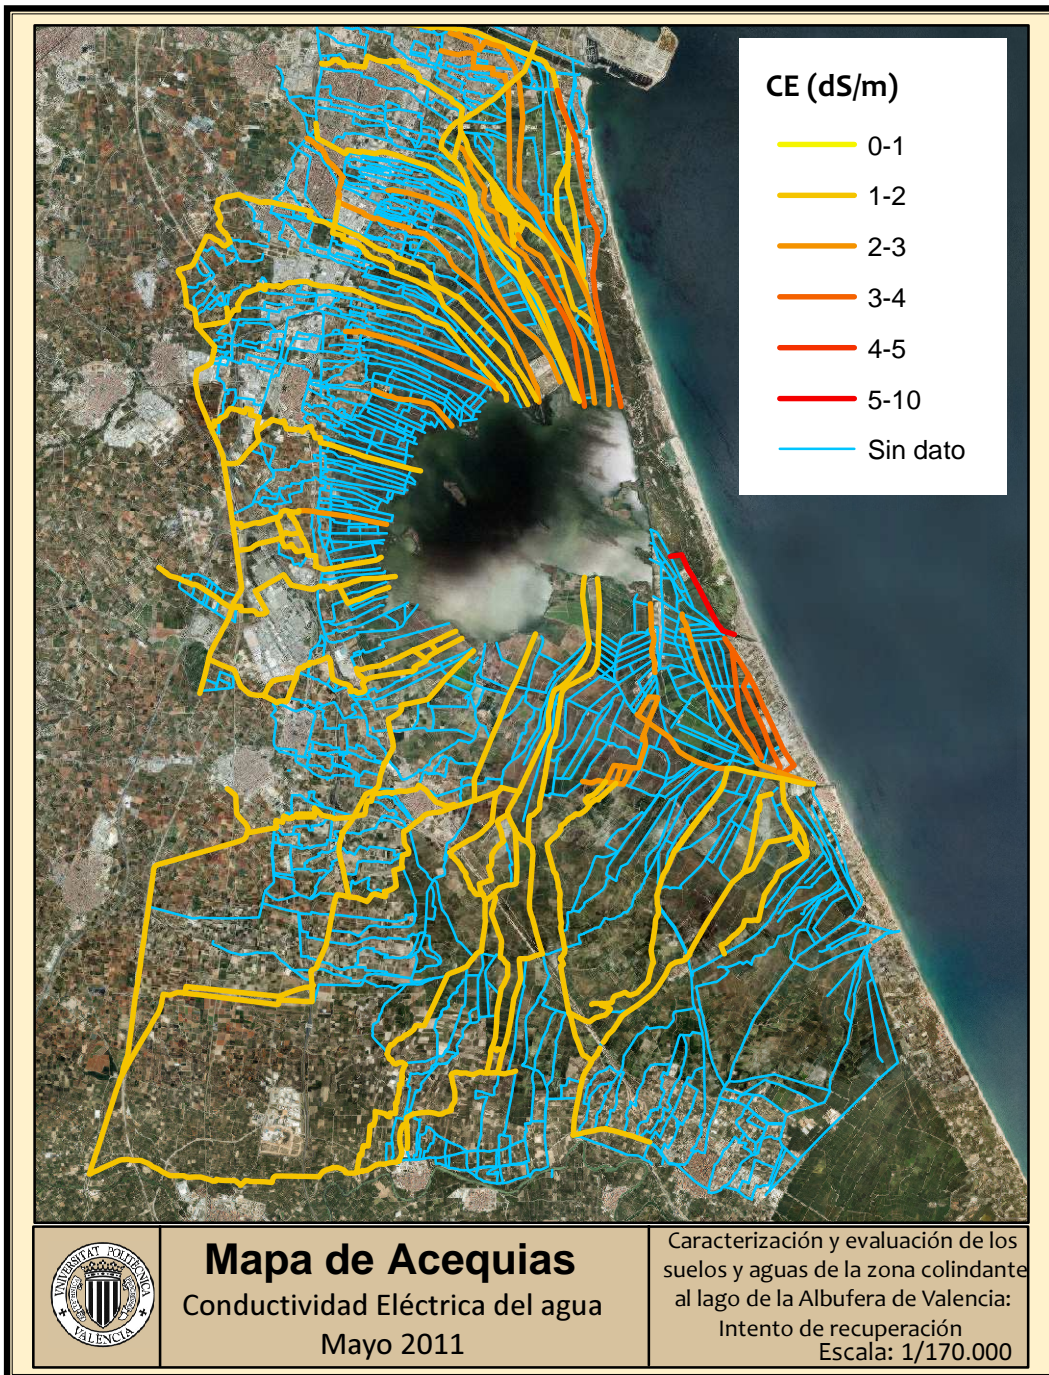 CE (dS/m)
0-1
1-2
2-3
3-4
4-5
5-10
Sin dato
UNIVERSITAT POLITÈCNICA
VALÈNCIA
Mapa de Acequias
Conductividad Eléctrica del agua
Mayo 2011
Caracterización y evaluación de los
suelos y aguas de la zona colindante
al lago de la Albufera de Valencia:
Intento de recuperación
Escala: 1/170.000